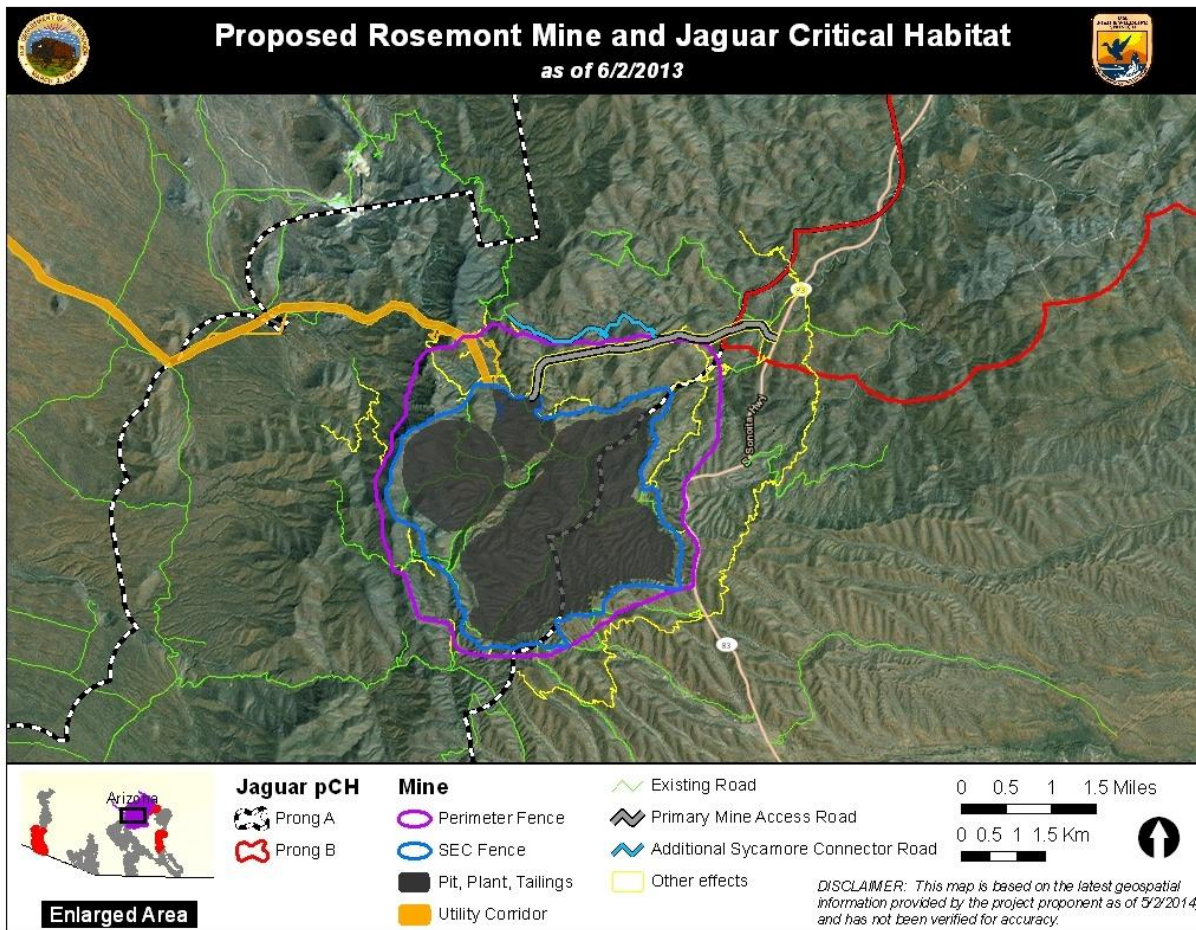 Proposed Rosemont Mine and Jaguar Critical Habitat
as of 6/2/2013
MARCH 3, 1849
93
S Sonoita Hwy
83
Arizona
Enlarged Area
Jaguar pCH
Prong A
Prong B
Mine
Perimeter Fence
SEC Fence
Pit, Plant, Tailings
Utility Corridor
Existing Road
Primary Mine Access Road
Additional Sycamore Connector Road
Other effects
0 0.5 1 1.5 Miles
0 0.5 1 1.5 Km
DISCLAIMER: This map is based on the latest geospatial
information provided by the project proponent as of 5/2/2014,
and has not been verified for accuracy.